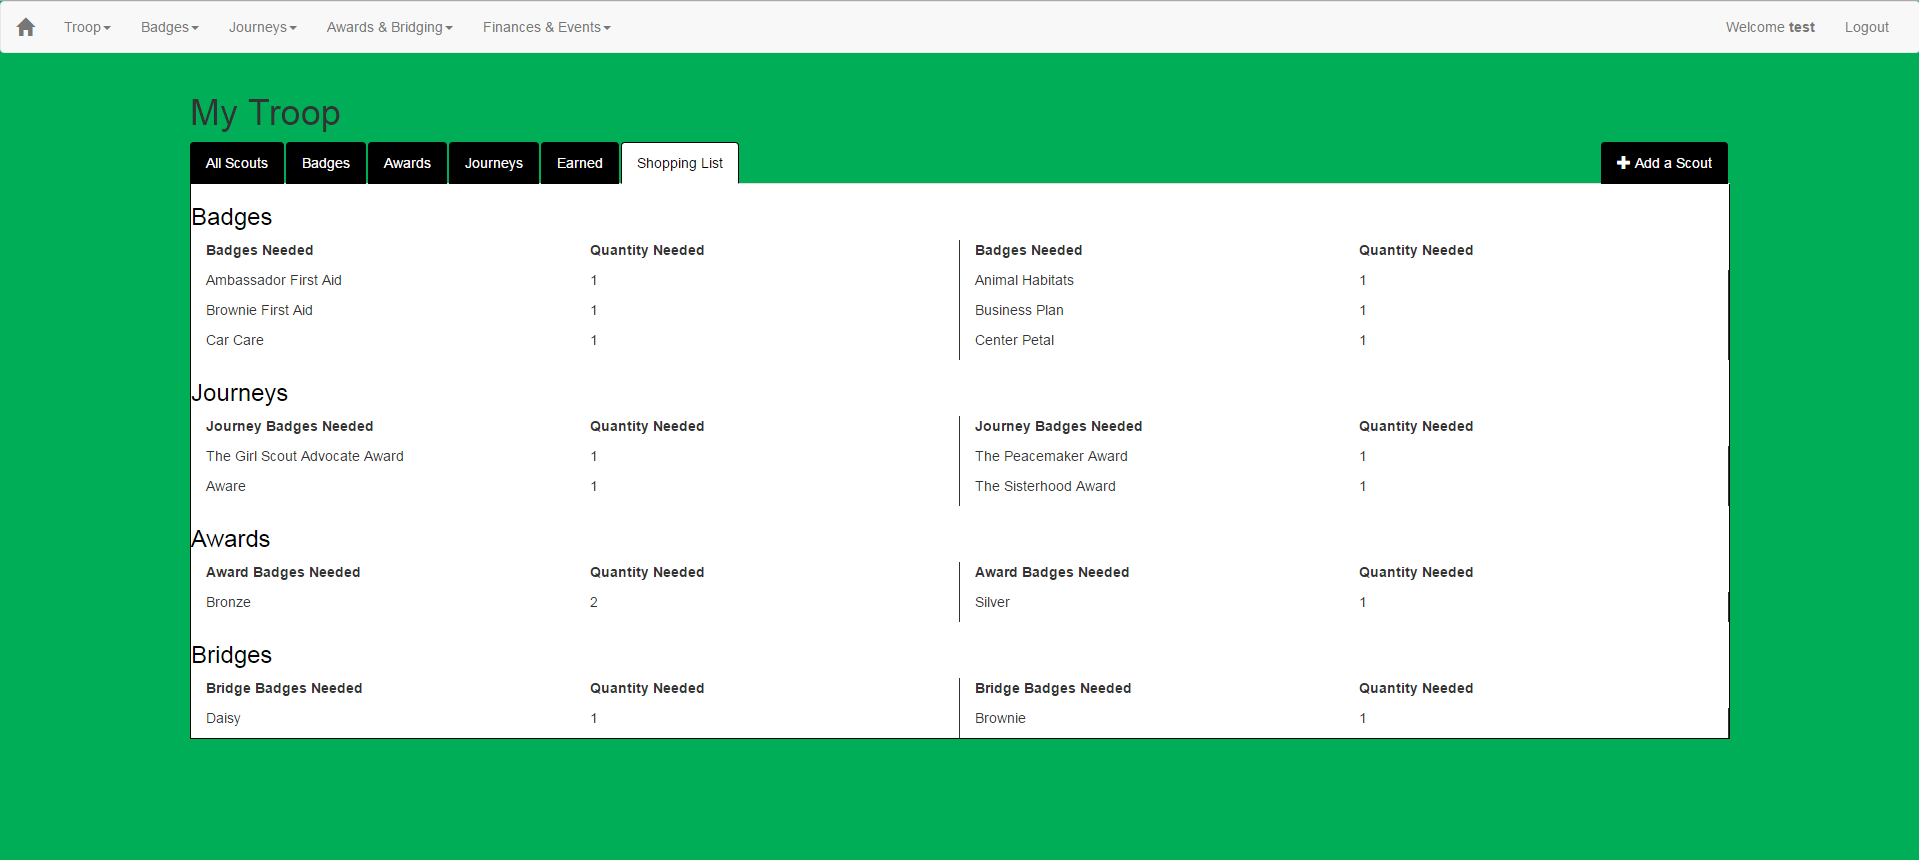 Troop Badges Journeys Awards & Bridging Finances & Events Welcome test Logout
My Troop
All Scouts Badges Awards Journeys Earned Shopping List Add a Scout
Badges
Badges Needed Quantity Needed Badges Needed Quantity Needed
Ambassador First Aid 1 Animal Habitats 1
Brownie First Aid 1 Business Plan 1
Car Care 1 Center Petal 1
Journeys
Journey Badges Needed Quantity Needed Journey Badges Needed Quantity Needed
The Girl Scout Advocate Award 1 The Peacemaker Award 1
Aware 1 The Sisterhood Award 1
Awards
Award Badges Needed Quantity Needed Award Badges Needed Quantity Needed
Bronze 2 Silver 1
Bridges
Bridge Badges Needed Quantity Needed Bridge Badges Needed Quantity Needed
Daisy 1 Brownie 1